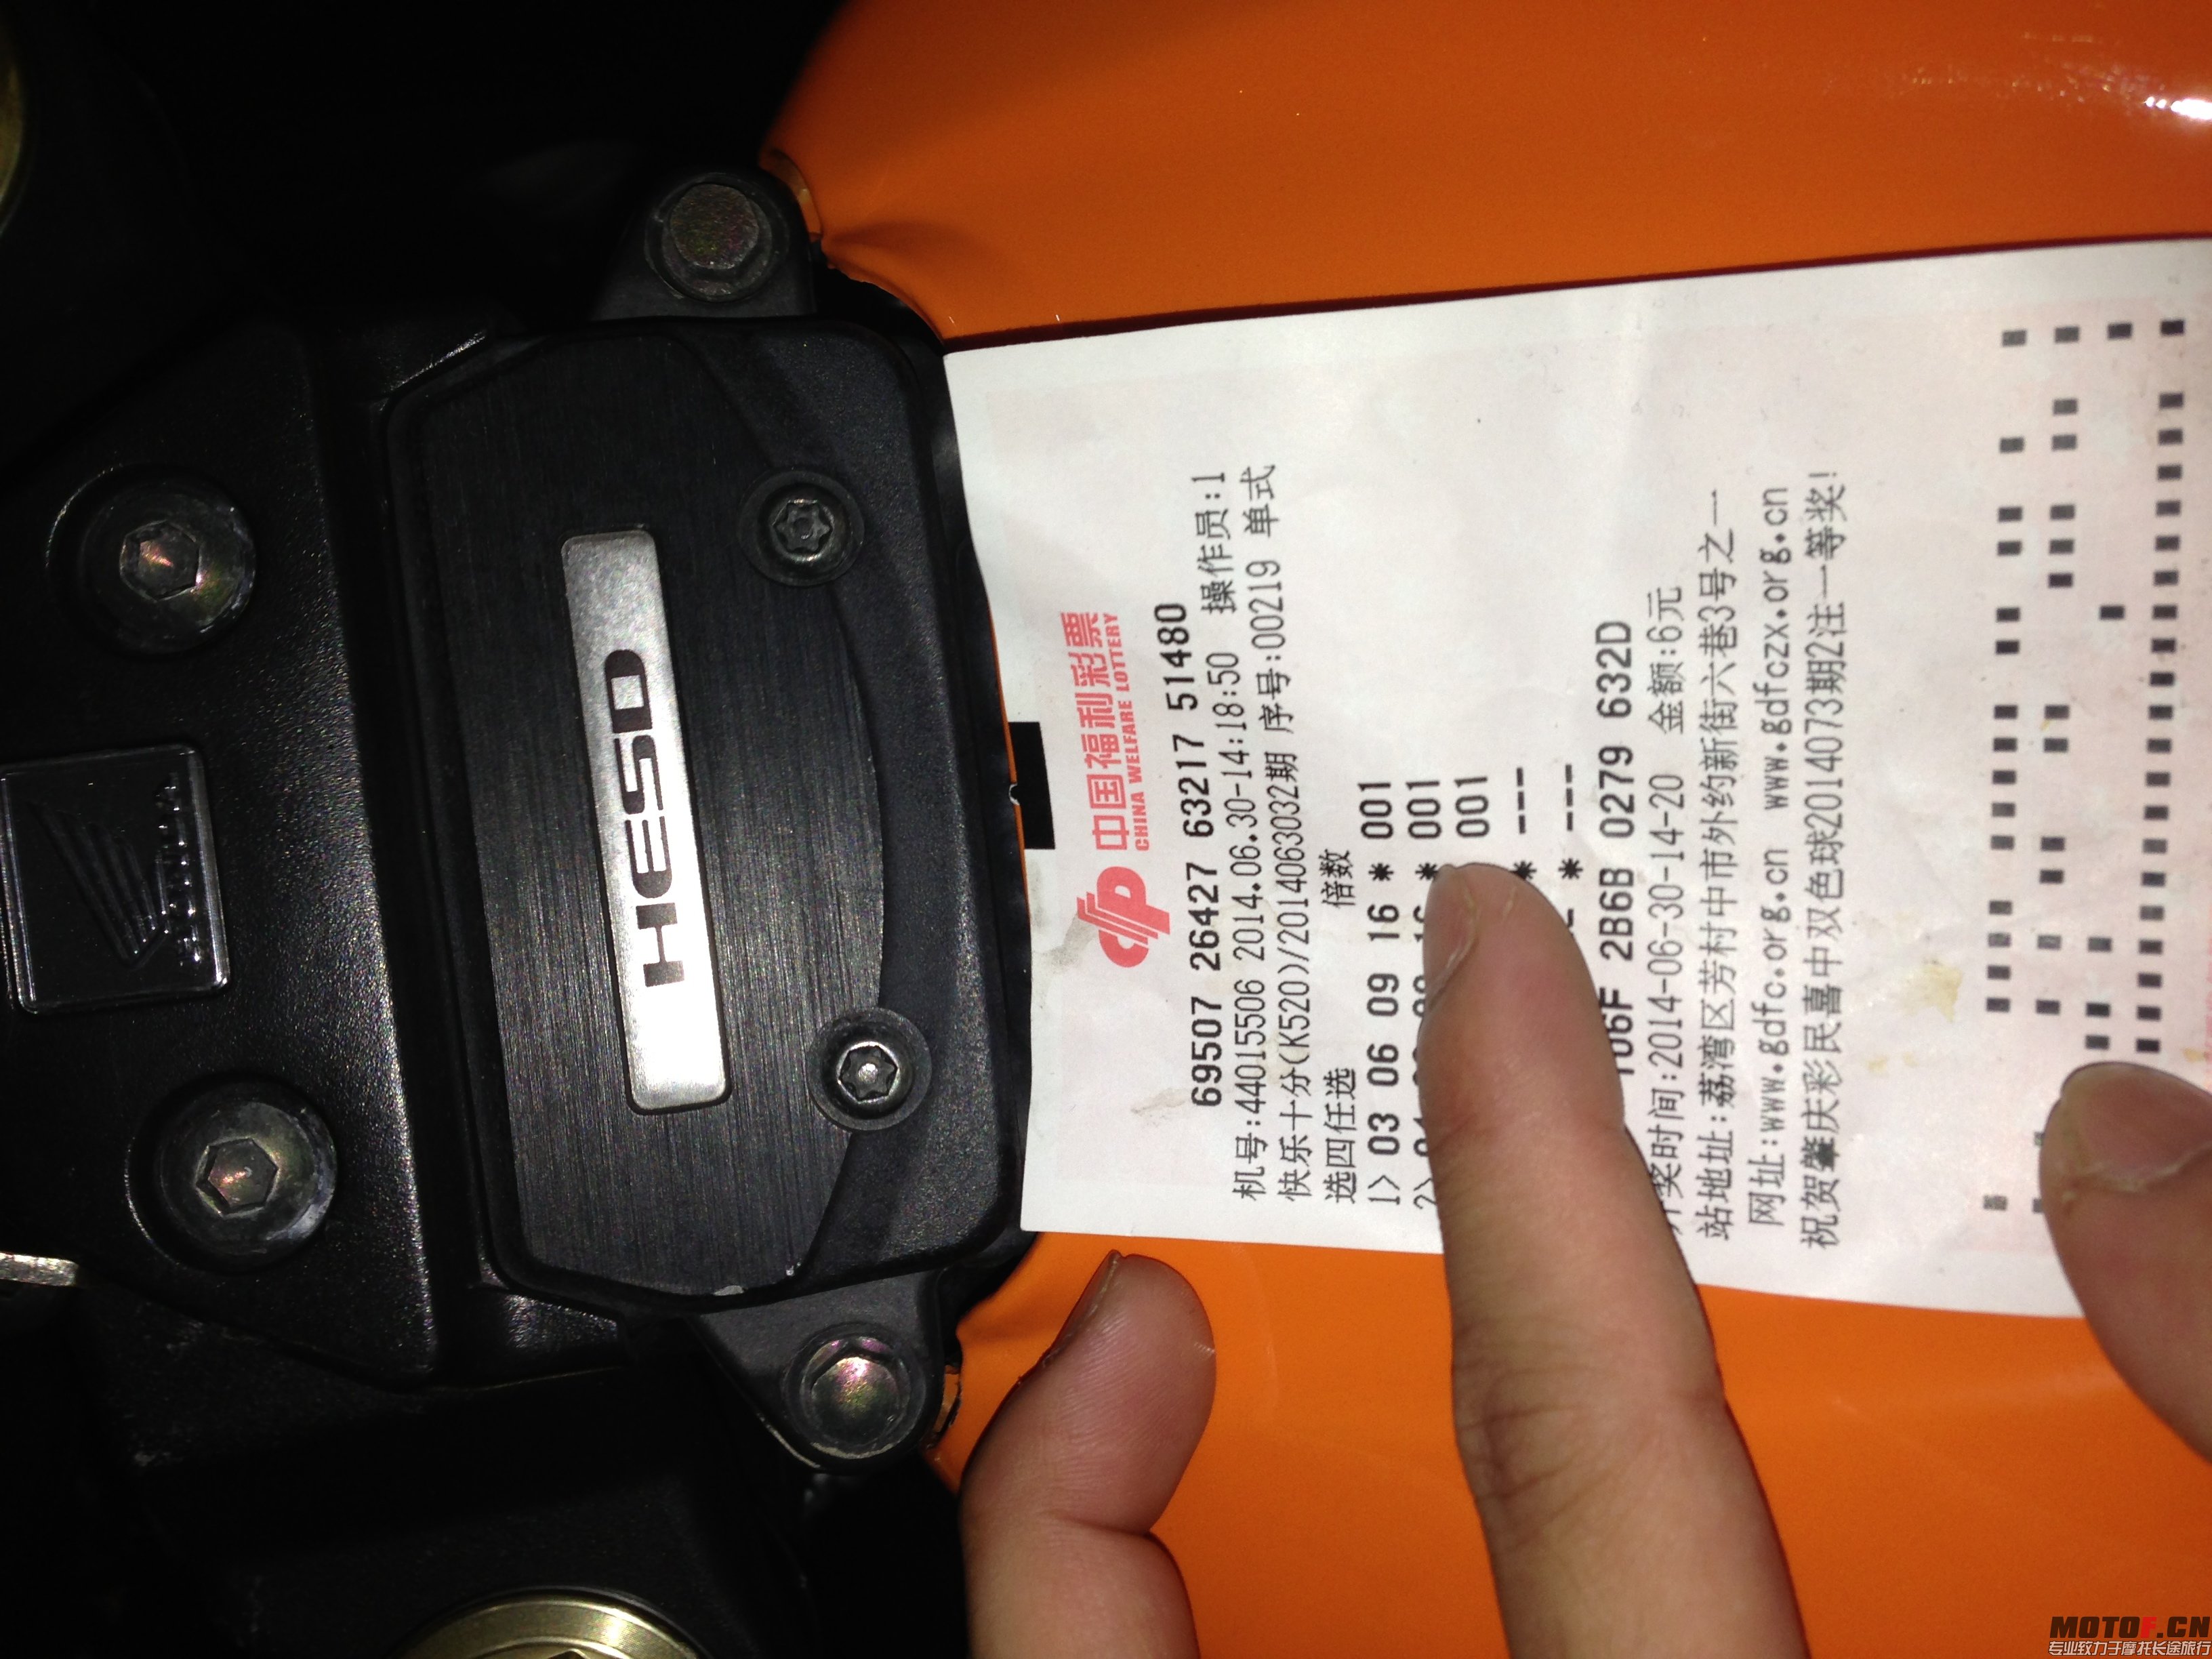 HONDA
HESD
中国福利彩票
CHINA WELFARE LOTTERY
69507 26427 63217 51480
机号:44015506 2014.06.30-14:18:50 操作员:1
快乐十分(K520)/2014063032期 序号:00219 单式
选四任选 倍数
1> 03 06 09 16 * 001
2> * 001
001
* ---
* ---
2B6B 0279 632D
奖时间:2014-06-30-14-20 金额:6元
站地址:荔湾区芳村中市外约新街六巷3号之一
网址:www.gdfc.org.cn www.gdfczx.org.cn
祝贺肇庆彩民喜中双色球2014073期2注一等奖!
MOTOF.CN
专业致力于摩托长途旅行